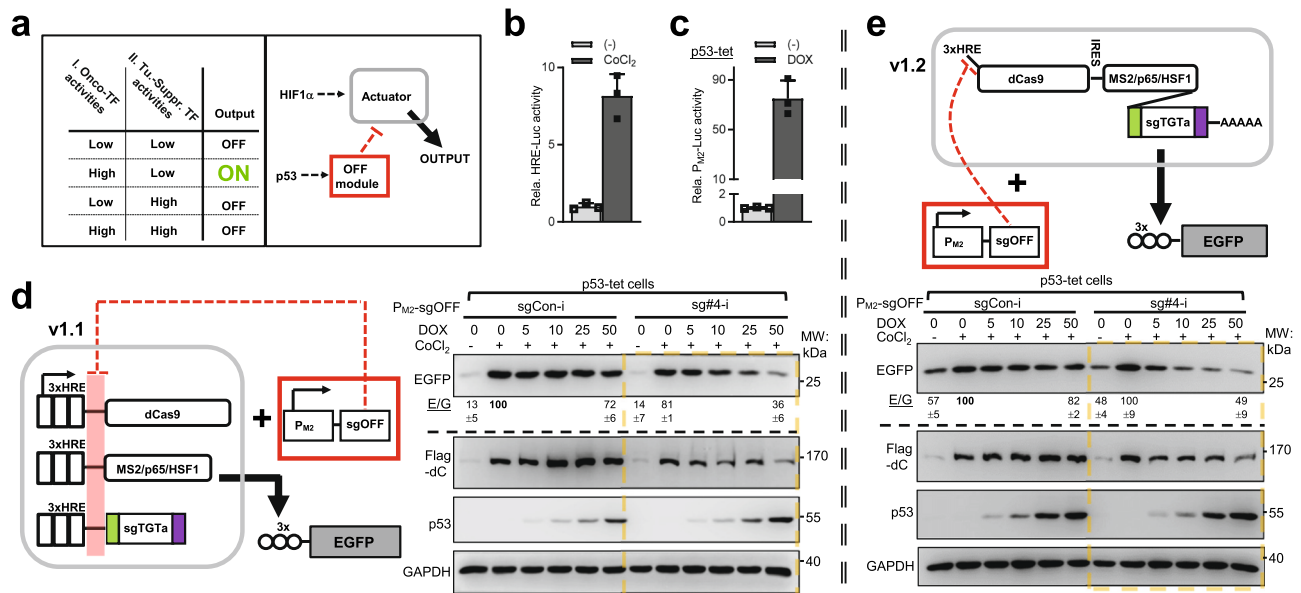 a
I. Onco-TF activities
II. Tu.-Suppr. TF activities
Output
Low Low OFF
High Low ON
Low High OFF
High High OFF
HIF1α
Actuator
p53
OFF module
OUTPUT
b
(-)
CoCl2
Rela. HRE-Luc activity
10
5
0
c
p53-tet
(-)
DOX
Rela. PM2-Luc activity
90
50
10
2
0
d
v1.1
3xHRE
dCas9
3xHRE
MS2/p65/HSF1
3xHRE
sgTGTa
+
PM2
sgOFF
3x
EGFP
p53-tet cells
PM2-sgOFF sgCon-i sg#4-i
DOX 0 0 5 10 25 50 0 0 5 10 25 50
CoCl2 - + + + + + - + + + + +
MW:
kDa
EGFP
25
E/G 13 100 72 14 81 36
±5 ±6 ±7 ±1 ±6
Flag
-dC
170
p53
55
40
GAPDH
e
v1.2
3xHRE
dCas9
IRES
MS2/p65/HSF1
sgTGTa
AAAAA
+
PM2
sgOFF
3x
EGFP
p53-tet cells
PM2-sgOFF sgCon-i sg#4-i
DOX 0 0 5 10 25 50 0 0 5 10 25 50
CoCl2 - + + + + + - + + + + +
MW:
kDa
EGFP
25
E/G 57 100 82 48 100 49
±5 ±2 ±4 ±9 ±9
Flag
-dC
170
p53
55
40
GAPDH